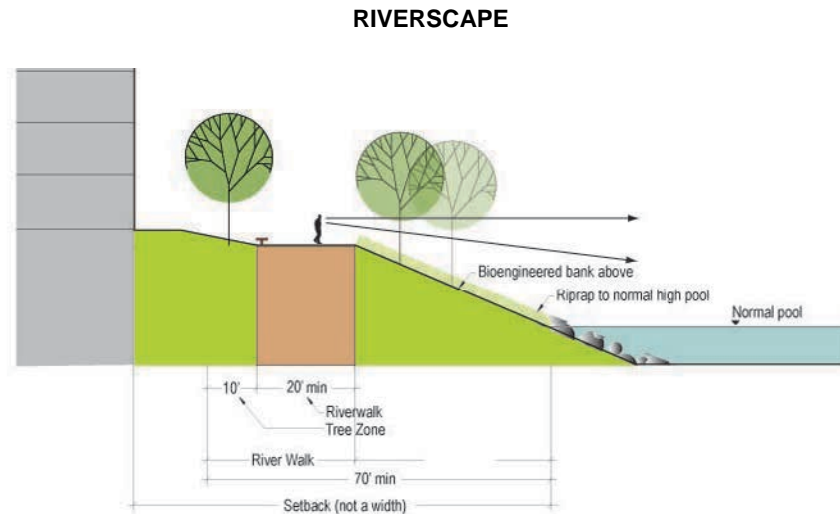 RIVERSCAPE
Bioengineered bank above
Riprap to normal high pool
Normal pool
10'
20' min
Riverwalk
Tree Zone
River Walk
70' min
Setback (not a width)